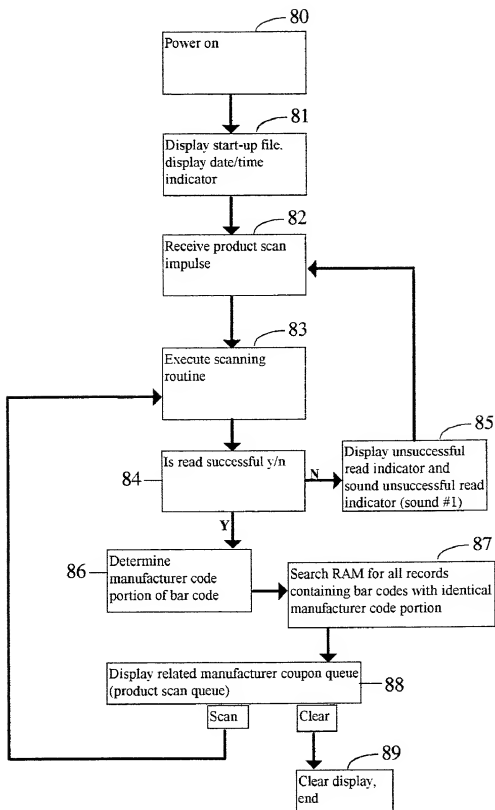 80
Power on
81
Display start-up file,
display date/time
indicator
82
Receive product scan
impulse
83
Execute scanning
routine
84
Is read successful y/n
N
85
Display unsuccessful
read indicator and
sound unsuccessful read
indicator (sound #1)
Y
86
Determine
manufacturer code
portion of bar code
87
Search RAM for all records
containing bar codes with identical
manufacturer code portion
Display related manufacturer coupon queue
(product scan queue)
88
Scan
Clear
89
Clear display,
end